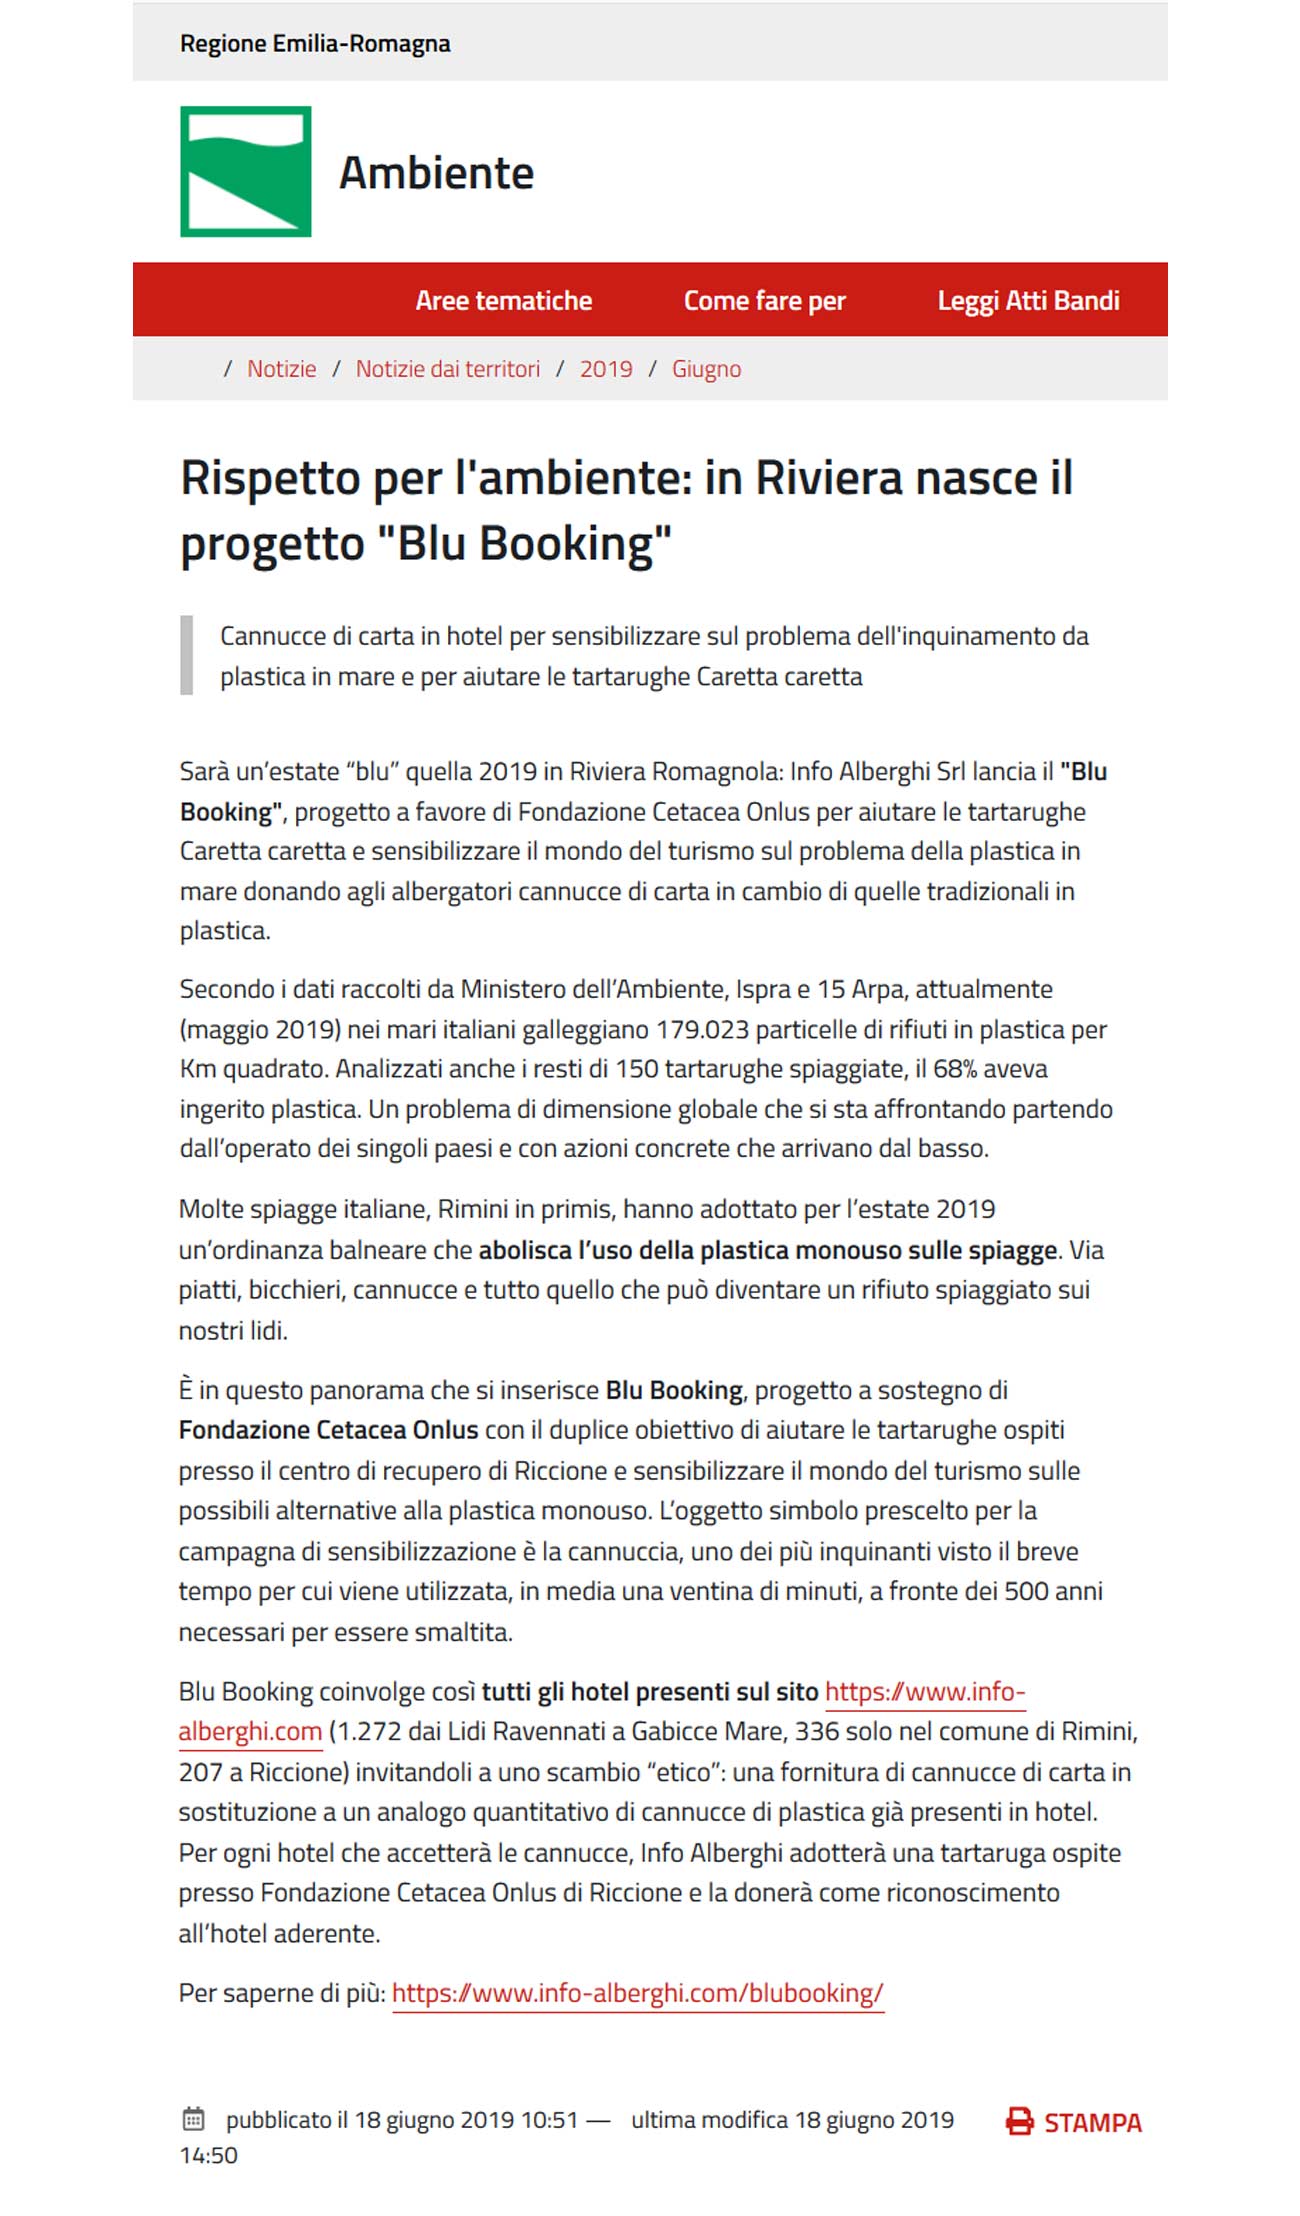 Regione Emilia-Romagna
Ambiente
Aree tematiche Come fare per Leggi Atti Bandi
/ Notizie / Notizie dai territori / 2019 / Giugno
Rispetto per l'ambiente: in Riviera nasce il
progetto "Blu Booking"
Cannucce di carta in hotel per sensibilizzare sul problema dell'inquinamento da
plastica in mare e per aiutare le tartarughe Caretta caretta
Sarà un’estate “blu” quella 2019 in Riviera Romagnola: Info Alberghi Srl lancia il "Blu
Booking", progetto a favore di Fondazione Cetacea Onlus per aiutare le tartarughe
Caretta caretta e sensibilizzare il mondo del turismo sul problema della plastica in
mare donando agli albergatori cannucce di carta in cambio di quelle tradizionali in
plastica.
Secondo i dati raccolti da Ministero dell’Ambiente, Ispra e 15 Arpa, attualmente
(maggio 2019) nei mari italiani galleggiano 179.023 particelle di rifiuti in plastica per
Km quadrato. Analizzati anche i resti di 150 tartarughe spiaggiate, il 68% aveva
ingerito plastica. Un problema di dimensione globale che si sta affrontando partendo
dall’operato dei singoli paesi e con azioni concrete che arrivano dal basso.
Molte spiagge italiane, Rimini in primis, hanno adottato per l’estate 2019
un’ordinanza balneare che abolisca l’uso della plastica monouso sulle spiagge. Via
piatti, bicchieri, cannucce e tutto quello che può diventare un rifiuto spiaggiato sui
nostri lidi.
È in questo panorama che si inserisce Blu Booking, progetto a sostegno di
Fondazione Cetacea Onlus con il duplice obiettivo di aiutare le tartarughe ospiti
presso il centro di recupero di Riccione e sensibilizzare il mondo del turismo sulle
possibili alternative alla plastica monouso. L’oggetto simbolo prescelto per la
campagna di sensibilizzazione è la cannuccia, uno dei più inquinanti visto il breve
tempo per cui viene utilizzata, in media una ventina di minuti, a fronte dei 500 anni
necessari per essere smaltita.
Blu Booking coinvolge così tutti gli hotel presenti sul sito https://www.info-
alberghi.com (1.272 dai Lidi Ravennati a Gabicce Mare, 336 solo nel comune di Rimini,
207 a Riccione) invitandoli a uno scambio “etico”: una fornitura di cannucce di carta in
sostituzione a un analogo quantitativo di cannucce di plastica già presenti in hotel.
Per ogni hotel che accetterà le cannucce, Info Alberghi adotterà una tartaruga ospite
presso Fondazione Cetacea Onlus di Riccione e la donerà come riconoscimento
all’hotel aderente.
Per saperne di più: https://www.info-alberghi.com/blubooking/
pubblicato il 18 giugno 2019 10:51 — ultima modifica 18 giugno 2019
14:50
STAMPA